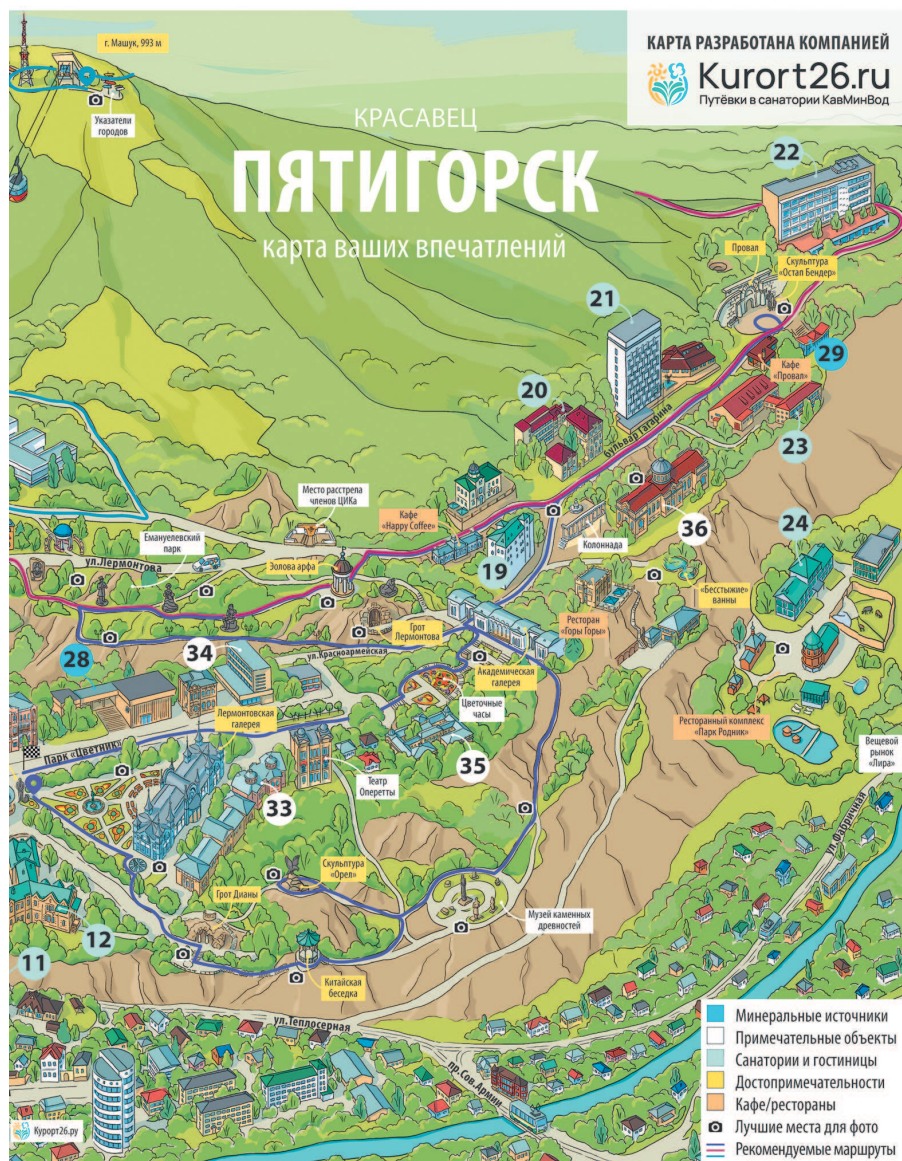 г. Машук, 993 м
КАРТА РАЗРАБОТАНА КОМПАНИЕЙ
Kurort26.ru
Путёвки в санатории КавМинВод
Указатели
городов
КРАСАВЕЦ
ПЯТИГОРСК
карта ваших впечатлений
22
Провал
Скульптура
«Остап Бендер»
21
29
Кафе
«Провал»
20
бульвар Гагарина
23
Место расстрела
членов ЦИКа
Кафе
«Happy Coffee»
36
24
Емануелевский
парк
Колоннада
ул.Лермонтова
Эолова арфа
19
«Бесстыжие»
ванны
Грот
Лермонтова
Ресторан
«Горы Горы»
28
34
ул.Красноармейская
Академическая
галерея
Лермонтовская
галерея
Цветочные
часы
Ресторанный комплекс
«Парк Родник»
Парк "Цветник"
35
Вещевой
рынок
«Лира»
33
Театр
Оперетты
ул.Фабричная
Скульптура
«Орел»
Грот Дианы
Музей каменных
древностей
12
11
Китайская
беседка
ул.Теплосерная
пр.Сов.Армии
Минеральные источники
Примечательные объекты
Санатории и гостиницы
Достопримечательности
Кафе/рестораны
Лучшие места для фото
Рекомендуемые маршруты
Курорт26.ру